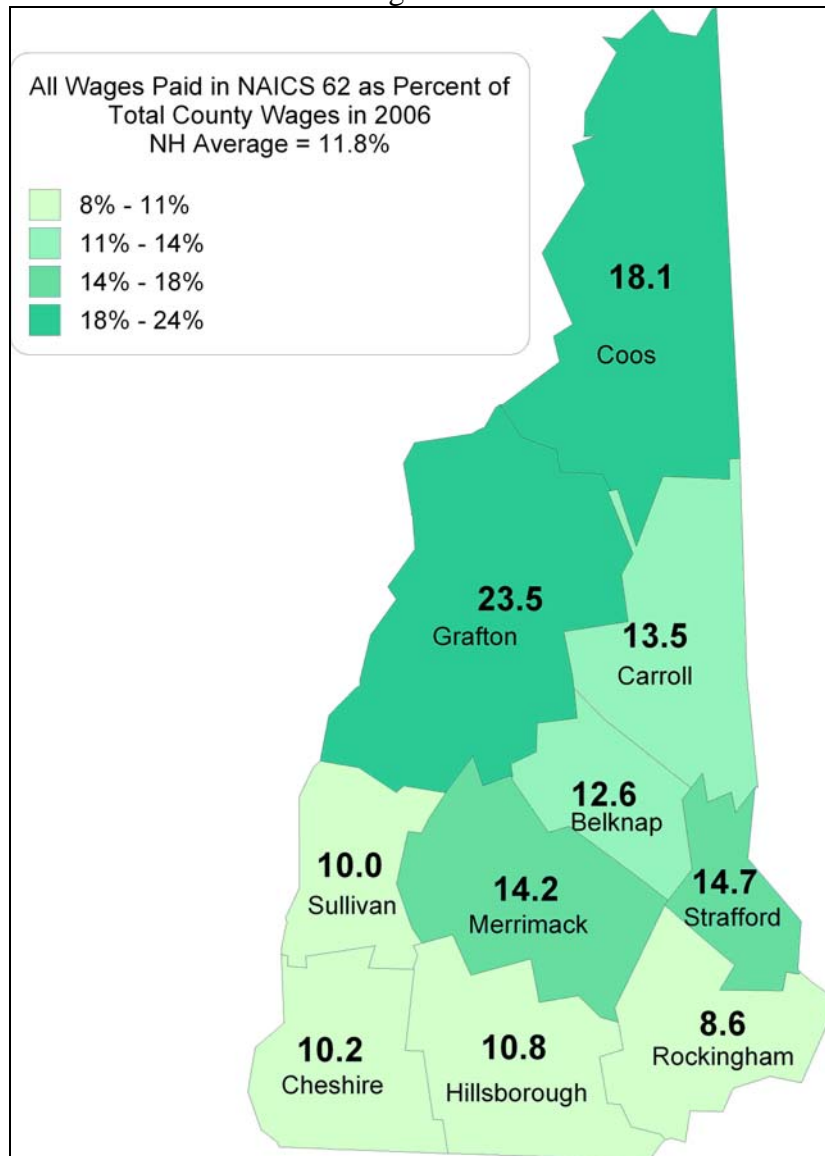 All Wages Paid in NAICS 62 as Percent of
Total County Wages in 2006
NH Average = 11.8%
8% - 11%
11% - 14%
14% - 18%
18% - 24%
18.1
Coos
23.5
Grafton
13.5
Carroll
12.6
Belknap
10.0
Sullivan
14.2
Merrimack
14.7
Strafford
10.2
Cheshire
10.8
Hillsborough
8.6
Rockingham